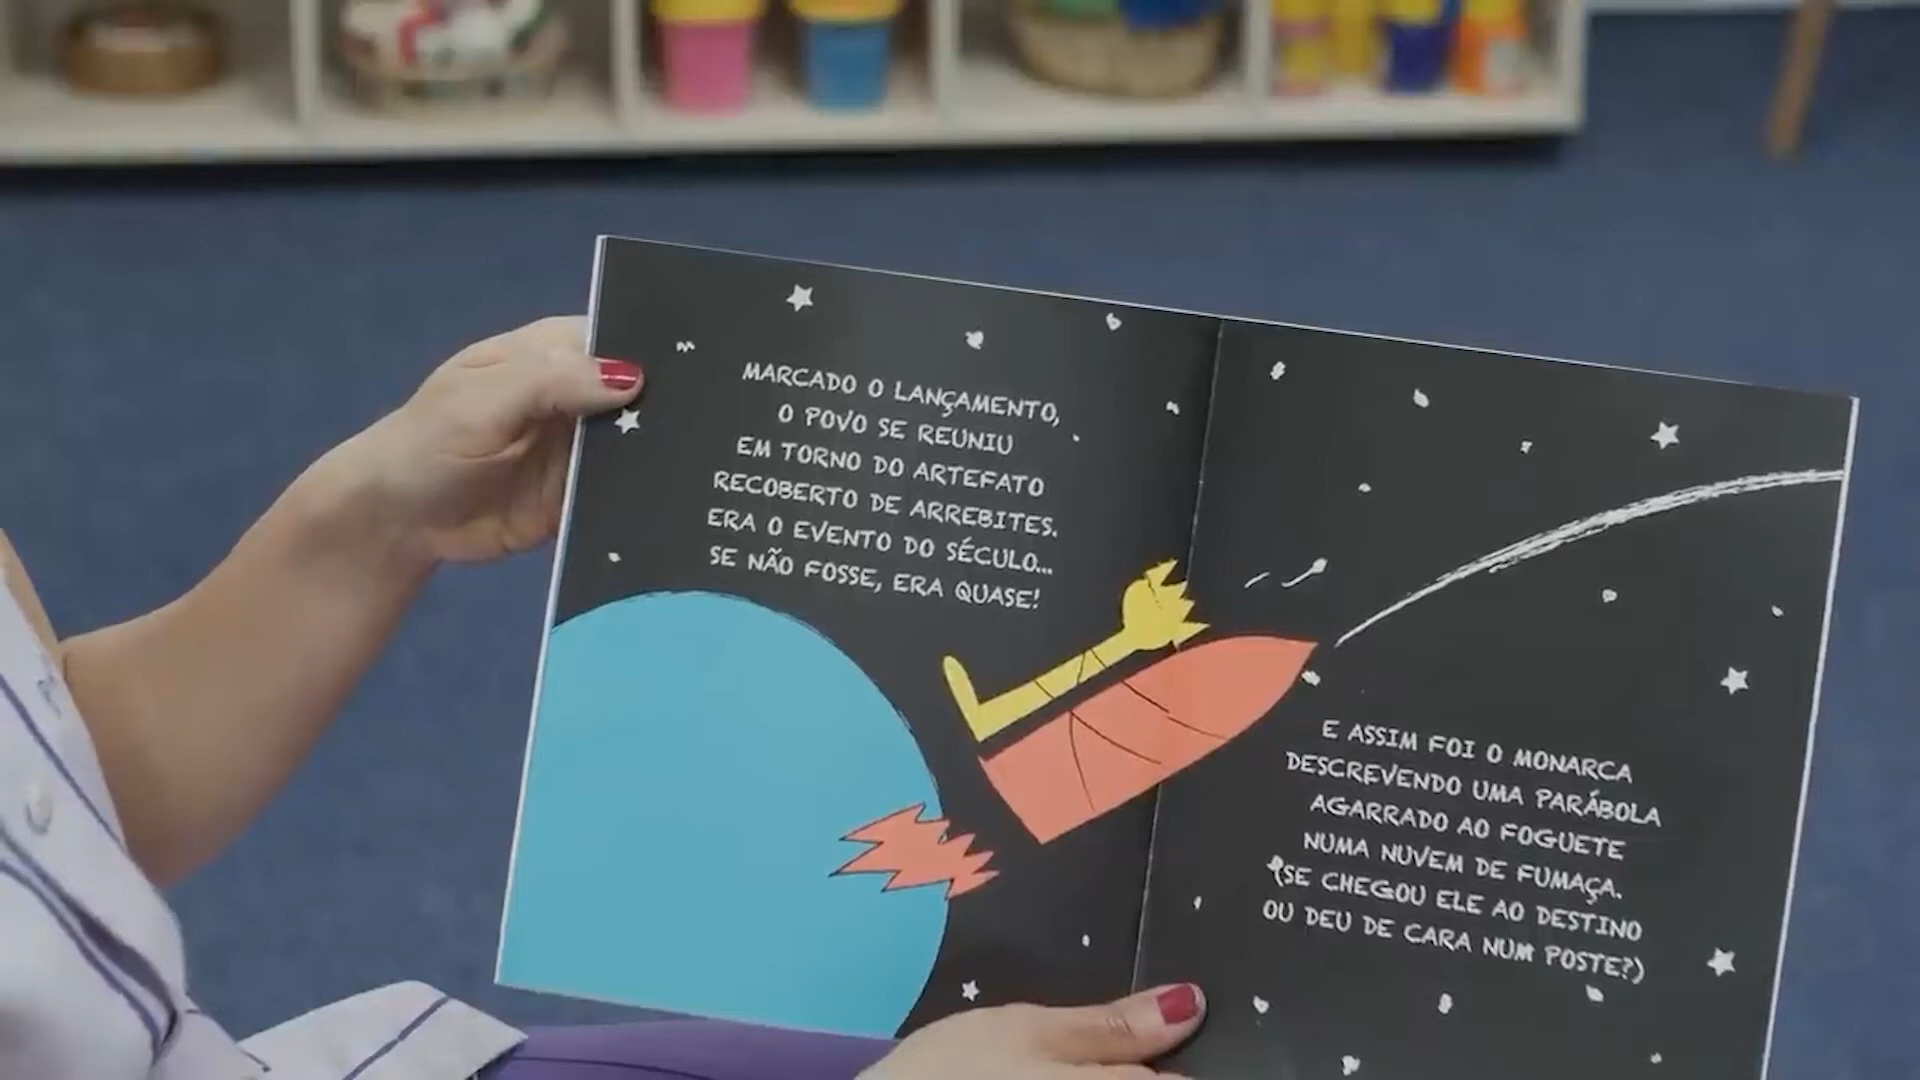 MARCADO O LANÇAMENTO,
O POVO SE REUNIU
EM TORNO DO ARTEFATO
RECOBERTO DE ARREBITES.
ERA O EVENTO DO SÉCULO...
SE NÃO FOSSE, ERA QUASE!
E ASSIM FOI O MONARCA
DESCREVENDO UMA PARÁBOLA
AGARRADO AO FOGUETE
NUMA NUVEM DE FUMAÇA.
(SE CHEGOU ELE AO DESTINO
OU DEU DE CARA NUM POSTE?)